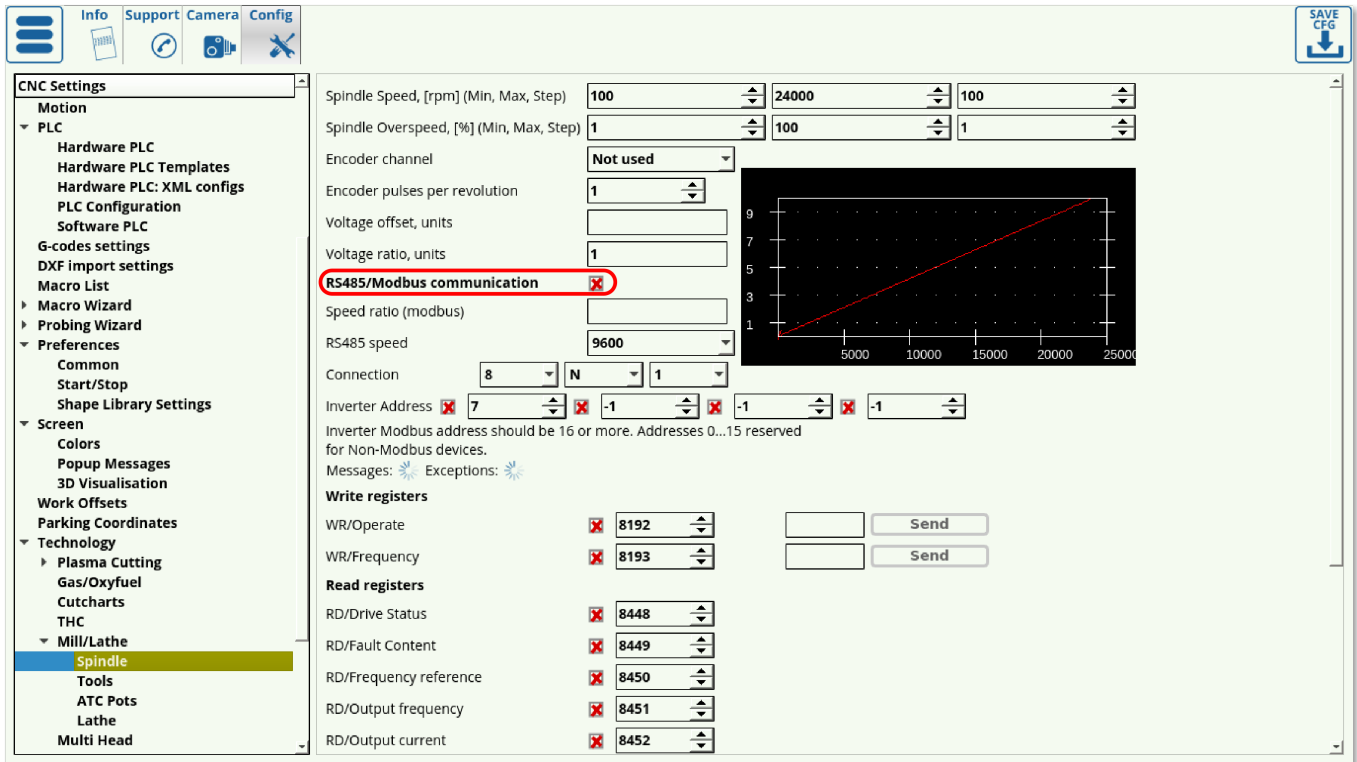 Info Support Camera Config
SAVE CFG
CNC Settings
Motion
PLC
Hardware PLC
Hardware PLC Templates
Hardware PLC: XML configs
PLC Configuration
Software PLC
G-codes settings
DXF import settings
Macro List
Macro Wizard
Probing Wizard
Preferences
Common
Start/Stop
Shape Library Settings
Screen
Colors
Popup Messages
3D Visualisation
Work Offsets
Parking Coordinates
Technology
Plasma Cutting
Gas/Oxyfuel
Cutcharts
THC
Mill/Lathe
Spindle
Tools
ATC Pots
Lathe
Multi Head
Spindle Speed, [rpm] (Min, Max, Step) 100 24000 100
Spindle Overspeed, [%] (Min, Max, Step) 1 100 1
Encoder channel Not used
Encoder pulses per revolution 1
Voltage offset, units
Voltage ratio, units 1
RS485/Modbus communication
Speed ratio (modbus)
RS485 speed 9600
Connection 8 N 1
9
7
5
3
1
5000 10000 15000 20000 25000
Inverter Address 7 -1 -1 -1
Inverter Modbus address should be 16 or more. Addresses 0...15 reserved
for Non-Modbus devices.
Messages: Exceptions:
Write registers
WR/Operate 8192 Send
WR/Frequency 8193 Send
Read registers
RD/Drive Status 8448
RD/Fault Content 8449
RD/Frequency reference 8450
RD/Output frequency 8451
RD/Output current 8452